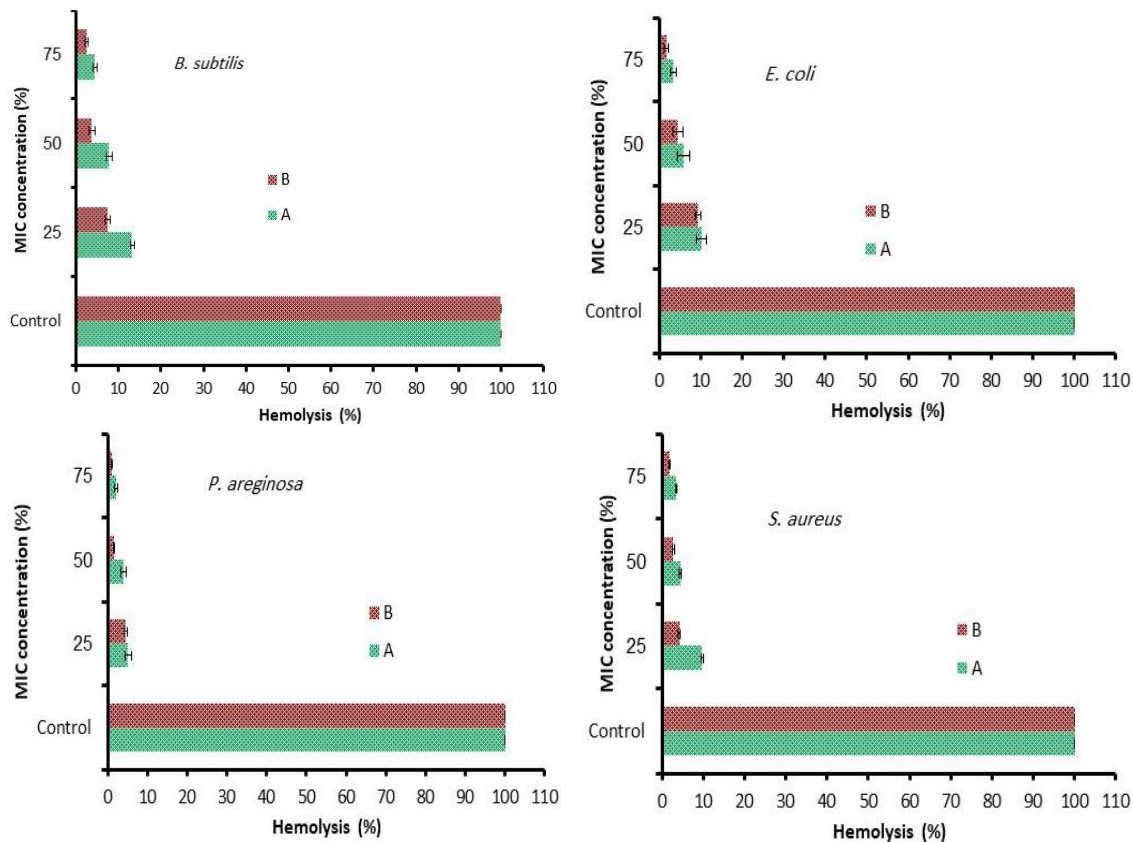 0 10 20 30 40 50 60 70 80 90 100 110
75
50
25
Control
MIC concentration (%)
B. subtilis
B
A
Hemolysis (%)
75
50
25
Control
MIC concentration (%)
E. coli
B
A
0 10 20 30 40 50 60 70 80 90 100 110
Hemolysis (%)
75
50
25
Control
MIC concentration (%)
P. areginosa
B
A
0 10 20 30 40 50 60 70 80 90 100 110
Hemolysis (%)
75
50
25
Control
MIC concentration (%)
S. aureus
B
A
0 10 20 30 40 50 60 70 80 90 100 110
Hemolysis (%)